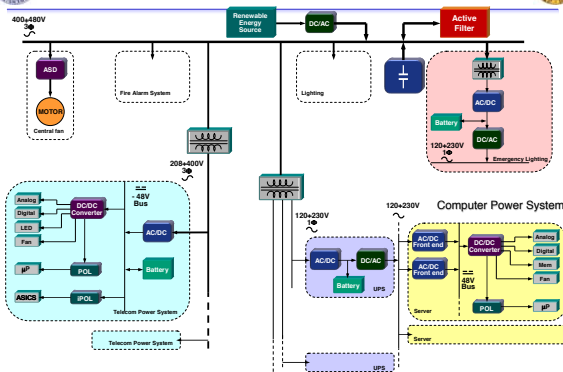 400÷480V
3Φ
Renewable
Energy
Source
DC/AC
Active
Filter
ASD
MOTOR
Central fan
Fire Alarm System
Lighting
AC/DC
Battery
DC/AC
120÷230V
1Φ
Emergency Lighting
208÷400V
3Φ
- 48V
Bus
Analog
Digital
LED
Fan
DC/DC
Converter
AC/DC
µP
POL
Battery
ASICS
iPOL
Telecom Power System
Telecom Power System
120÷230V
1Φ
AC/DC
DC/AC
Battery
UPS
UPS
120÷230V
Computer Power System
AC/DC
Front end
AC/DC
Front end
48V
Bus
DC/DC
Converter
Analog
Digital
Mem
Fan
POL
µP
Server
Server